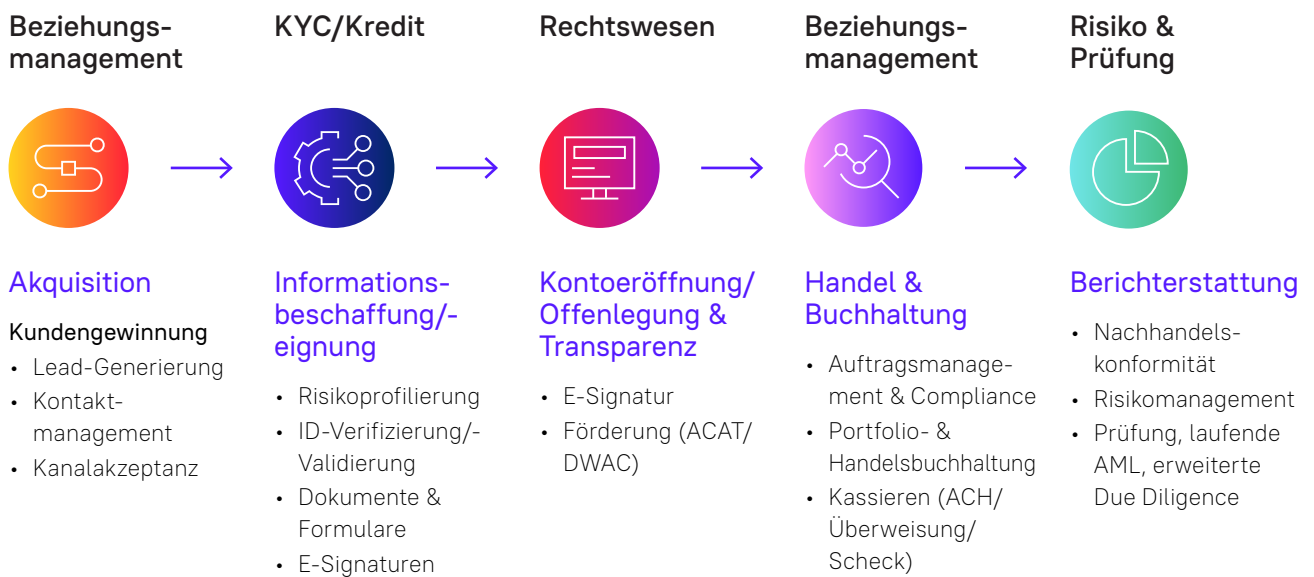 Beziehungs-
management
KYC/Kredit
Rechtswesen
Beziehungs-
management
Risiko &
Prüfung
Akquisition
Kundengewinnung
• Lead-Generierung
• Kontakt-
management
• Kanalakzeptanz
Informations-
beschaffung/-
eignung
• Risikoprofilierung
• ID-Verifizierung/-
Validierung
• Dokumente &
Formulare
• E-Signaturen
Kontoeröffnung/
Offenlegung &
Transparenz
• E-Signatur
• Förderung (ACAT/
DWAC)
Handel &
Buchhaltung
• Auftragsmanage-
ment & Compliance
• Portfolio- &
Handelsbuchhaltung
• Kassieren (ACH/
Überweisung/
Scheck)
Berichterstattung
• Nachhandels-
konformität
• Risikomanagement
• Prüfung, laufende
AML, erweiterte
Due Diligence